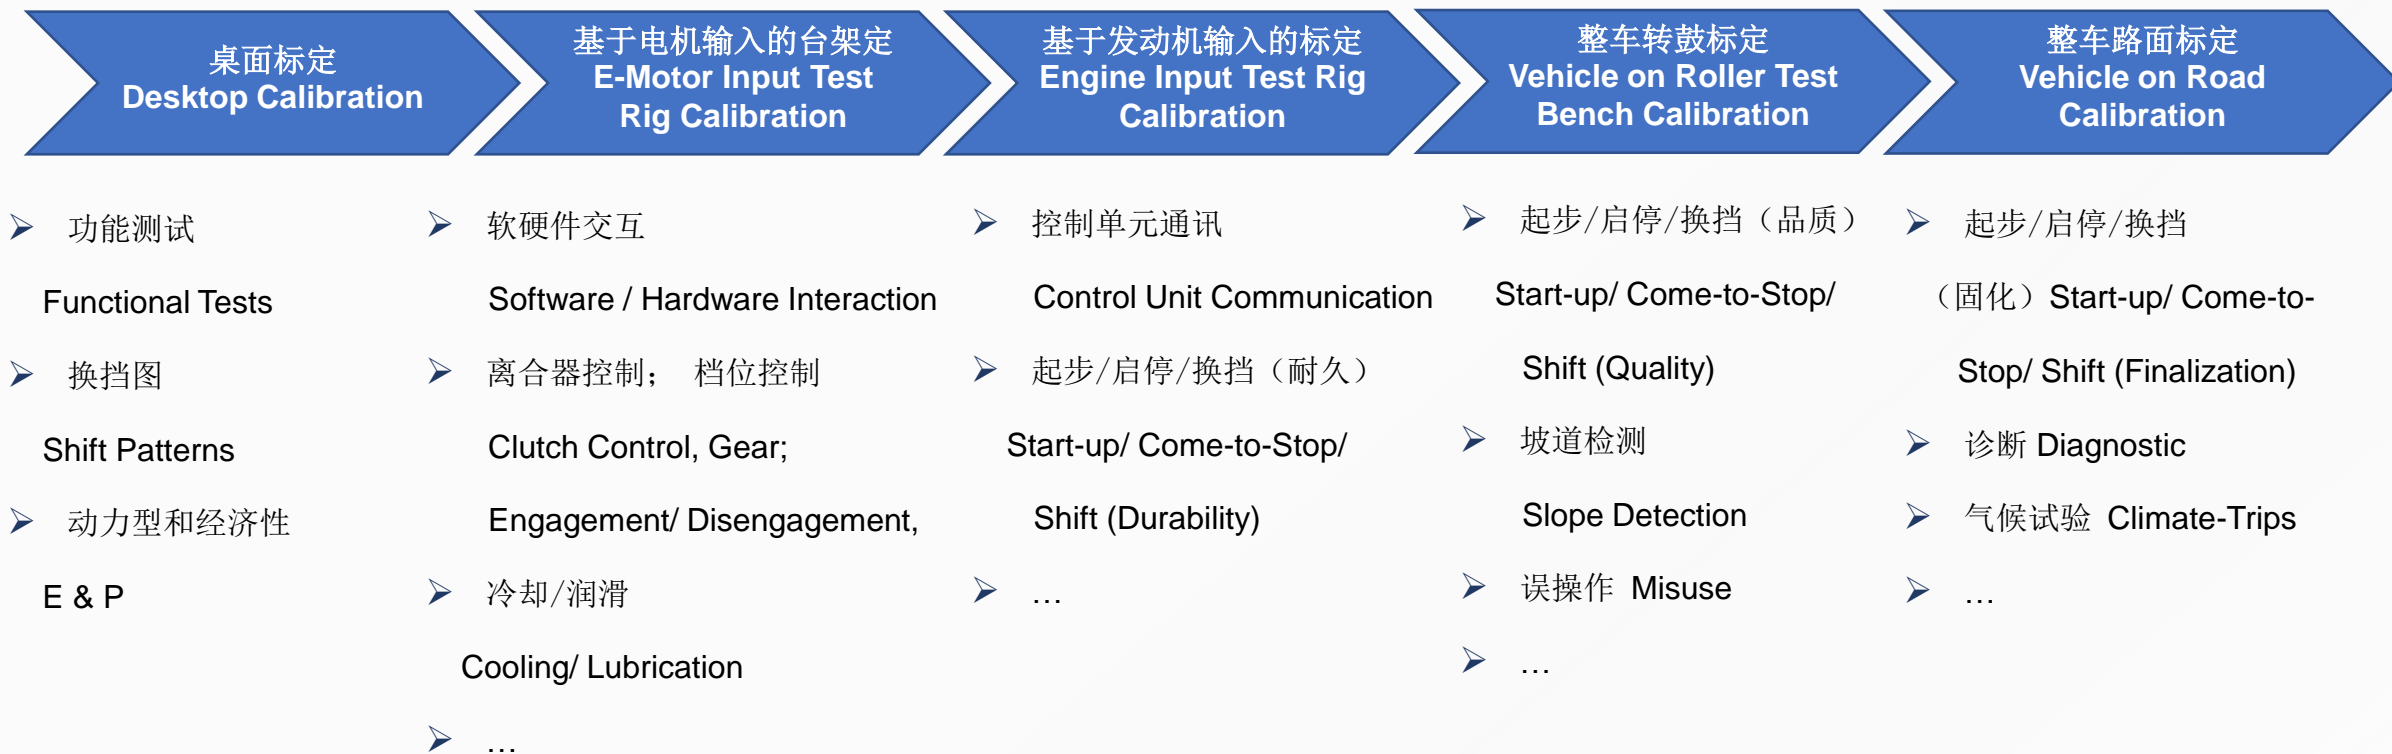 桌面标定
Desktop Calibration
基于电机输入的台架定
E-Motor Input Test
Rig Calibration
基于发动机输入的标定
Engine Input Test Rig
Calibration
整车转鼓标定
Vehicle on Roller Test
Bench Calibration
整车路面标定
Vehicle on Road
Calibration
➢ 功能测试
Functional Tests
➢ 换挡图
Shift Patterns
➢ 动力型和经济性
E & P
➢ 软硬件交互
Software / Hardware Interaction
➢ 离合器控制； 档位控制
Clutch Control, Gear;
Engagement/ Disengagement,
➢ 冷却/润滑
Cooling/ Lubrication
➢ …
➢ 控制单元通讯
Control Unit Communication
➢ 起步/启停/换挡（耐久）
Start-up/ Come-to-Stop/
Shift (Durability)
➢ …
➢ 起步/启停/换挡（品质）
Start-up/ Come-to-Stop/
Shift (Quality)
➢ 坡道检测
Slope Detection
➢ 误操作 Misuse
➢ …
➢ 起步/启停/换挡
（固化）Start-up/ Come-to-
Stop/ Shift (Finalization)
➢ 诊断 Diagnostic
➢ 气候试验 Climate-Trips
➢ …